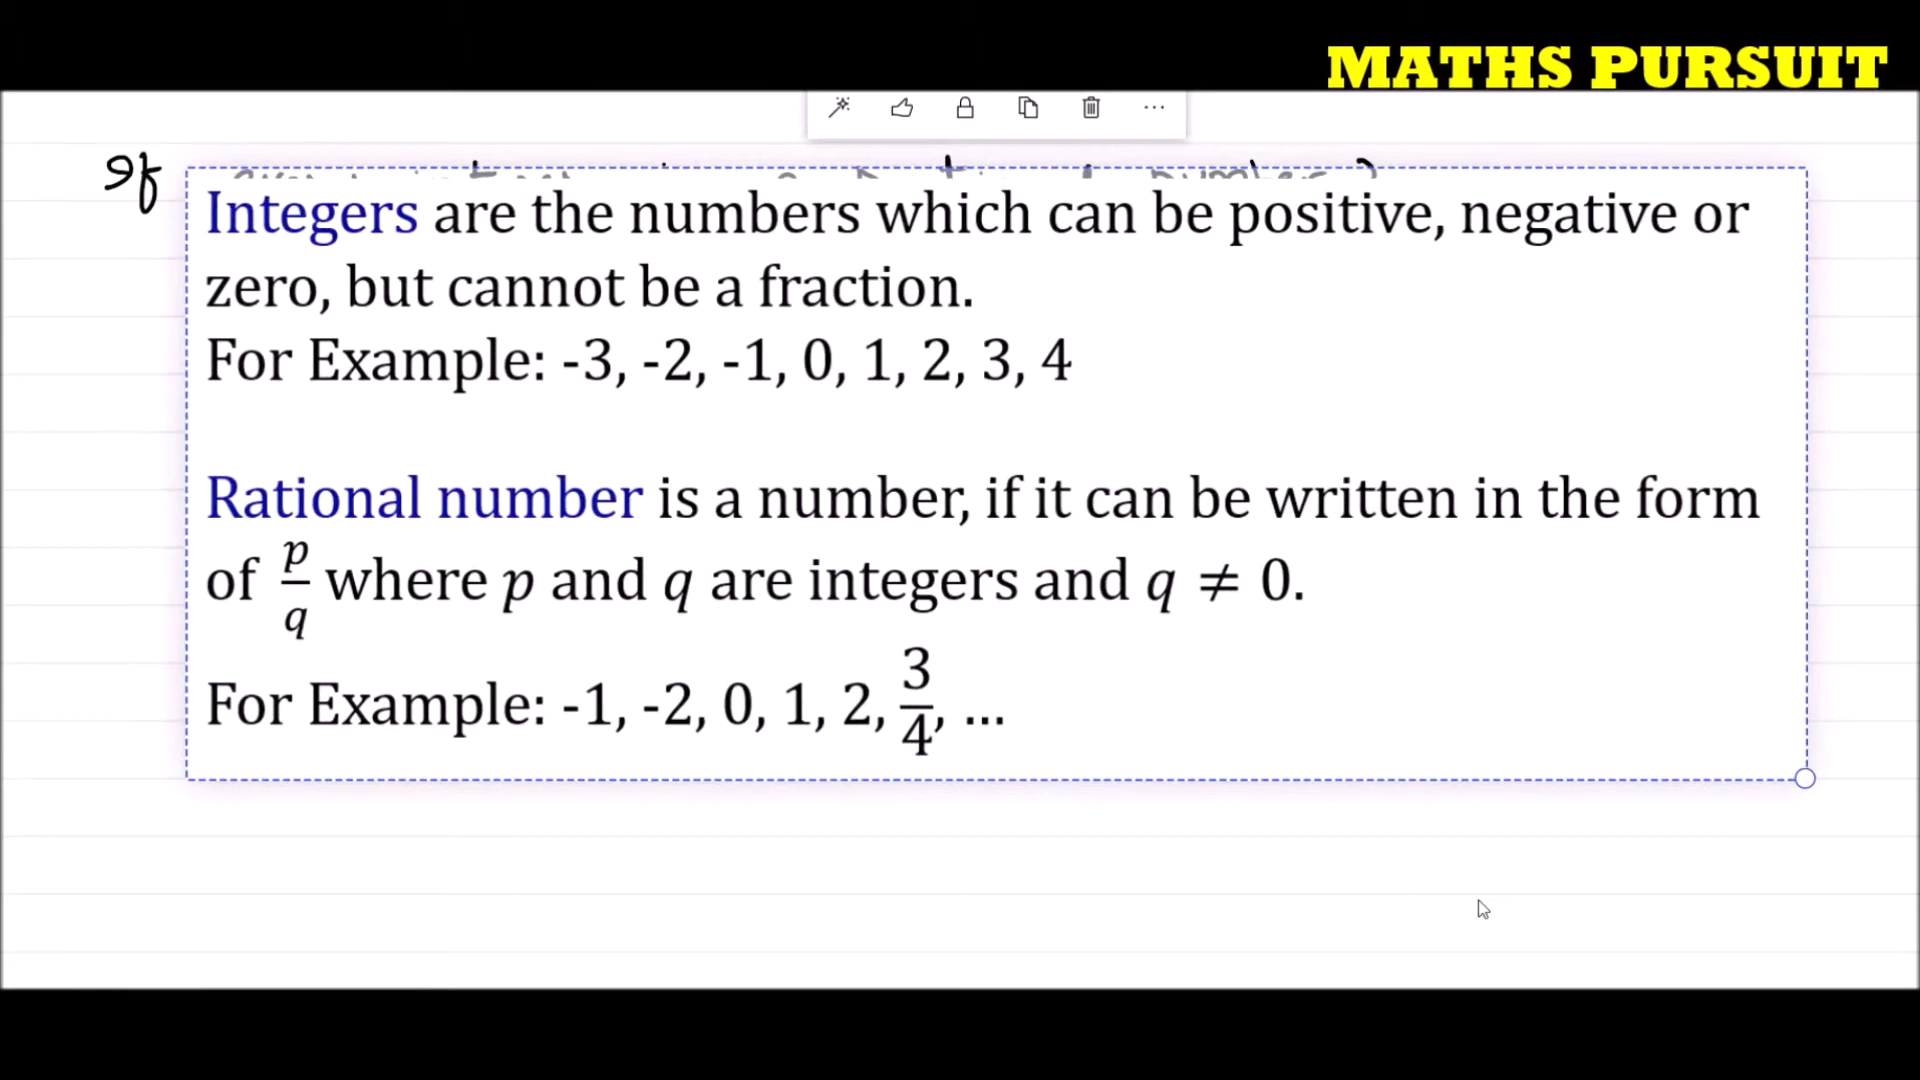 MATHS PURSUIT
If
Integers are the numbers which can be positive, negative or
zero, but cannot be a fraction.
For Example: -3, -2, -1, 0, 1, 2, 3, 4
Rational number is a number, if it can be written in the form
of p/q where p and q are integers and q ≠ 0.
For Example: -1, -2, 0, 1, 2, 3/4, ...